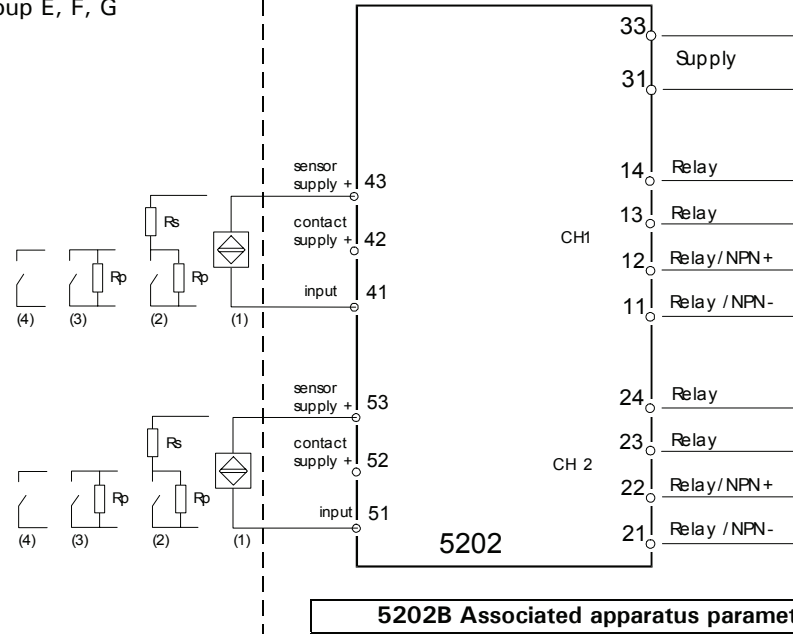 oup E, F, G
33
Supply
31
sensor
supply + 43
14 Relay
Rs
13 Relay
contact
supply + 42
CH1
12 Relay/NPN+
Rp Rp
input 41
11 Relay /NPN-
(4) (3) (2) (1)
sensor
supply + 53
24 Relay
Rs
23 Relay
contact
supply + 52
CH 2
22 Relay/NPN+
Rp Rp
input 51
21 Relay /NPN-
(4) (3) (2) (1)
5202
5202B Associated apparatus paramet